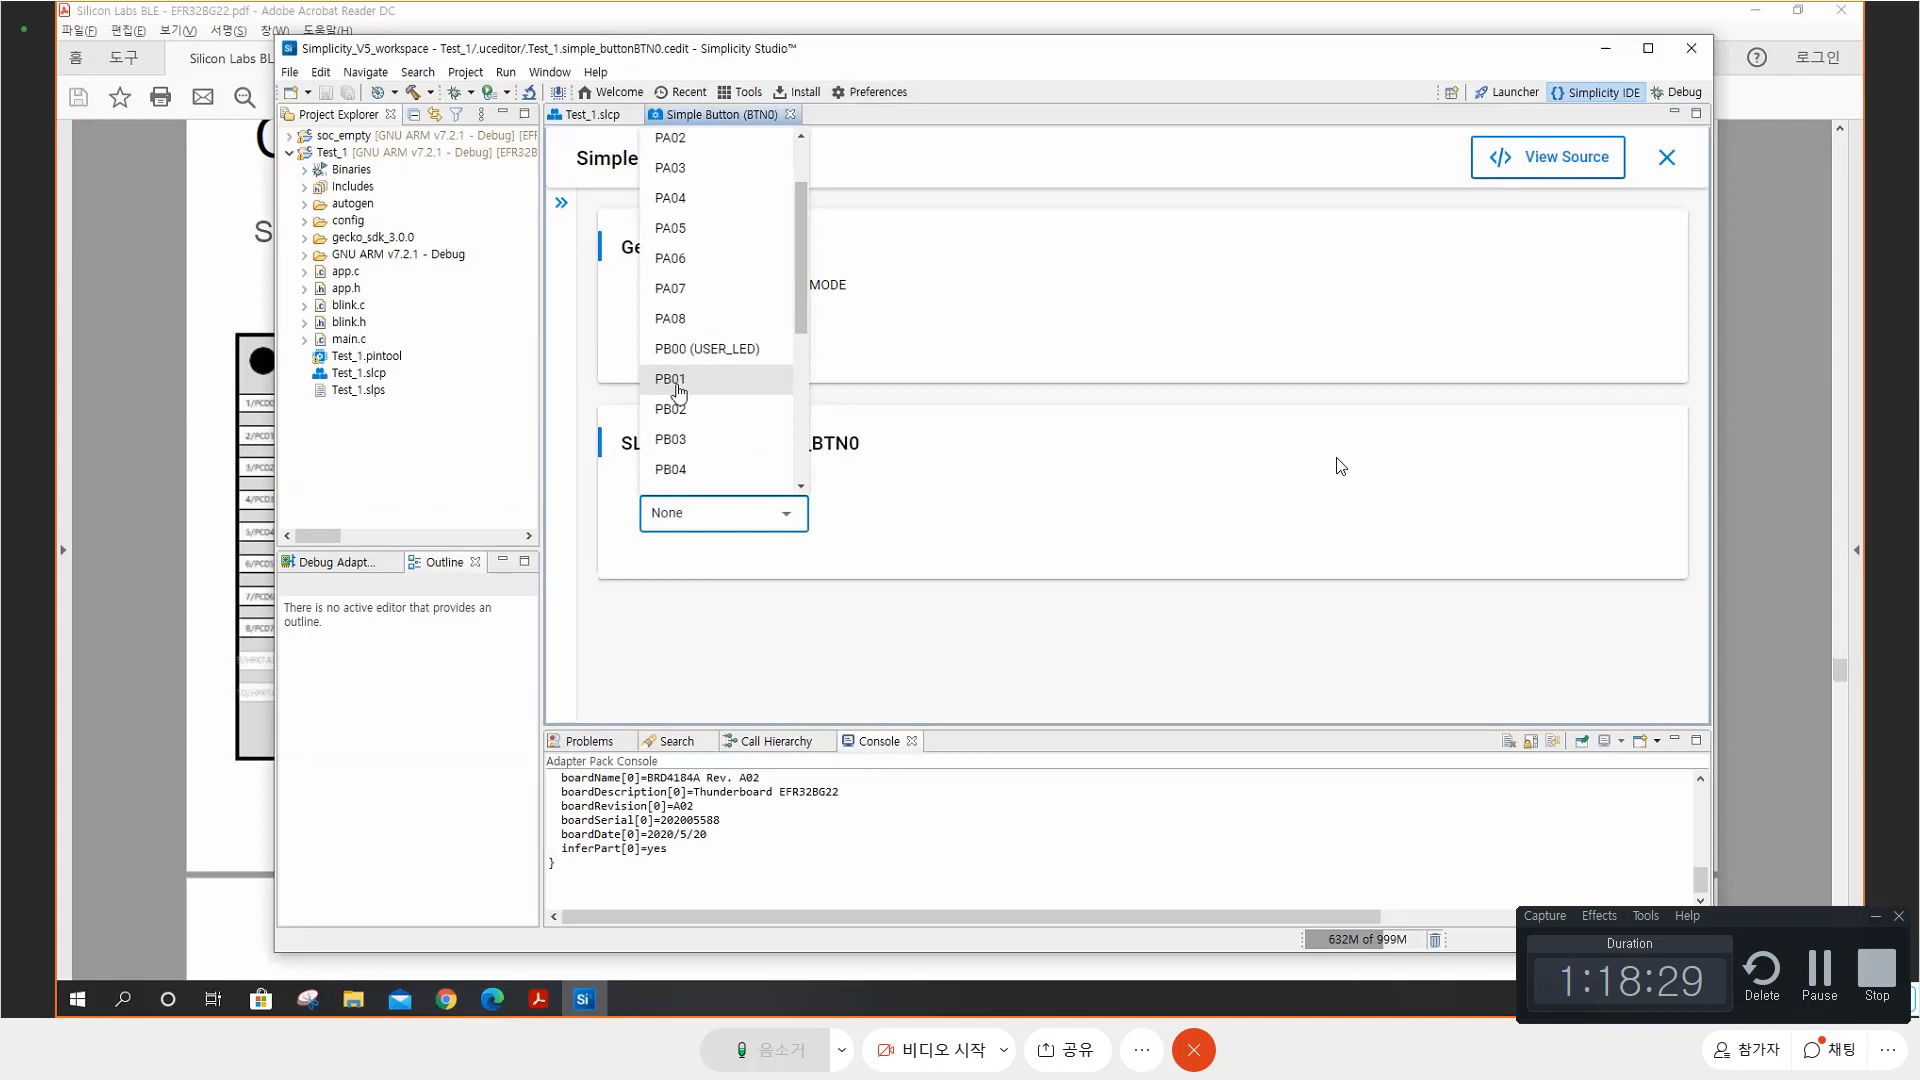 Silicon Labs BLE - EFR32BG22.pdf - Adobe Acrobat Reader DC
파일(F) 편집(E) 보기(V) 서명(S) 창(W) 도움말(H)
홈 도구 Silicon Labs BL
로그인
Simplicity_V5_workspace - Test_1/.uceditor/.Test_1.simple_buttonBTN0.cedit - Simplicity Studio™
File Edit Navigate Search Project Run Window Help
Welcome Recent Tools Install Preferences
Launcher Simplicity IDE Debug
Project Explorer
soc_empty [GNU ARM v7.2.1 - Debug] [EFF
Test_1 [GNU ARM v7.2.1 - Debug] [EFR32B
Binaries
Includes
autogen
config
gecko_sdk_3.0.0
GNU ARM v7.2.1 - Debug
app.c
app.h
blink.c
blink.h
main.c
Test_1.pintool
Test_1.slcp
Test_1.slps
Test_1.slcp Simple Button (BTN0)
Simple
View Source
PA02
PA03
PA04
PA05
PA06
PA07
PA08
PB00 (USER_LED)
PB01
PB02
PB03
PB04
None
Ge
MODE
SL
_BTN0
Debug Adapt... Outline
There is no active editor that provides an
outline.
Problems Search Call Hierarchy Console
Adapter Pack Console
boardName[0]=BRD4184A Rev. A02
boardDescription[0]=Thunderboard EFR32BG22
boardRevision[0]=A02
boardSerial[0]=202005588
boardDate[0]=2020/5/20
inferPart[0]=yes
}
632M of 999M
Capture Effects Tools Help
Duration
1:18:29
Delete Pause Stop
음소거 비디오 시작 공유
참가자 채팅